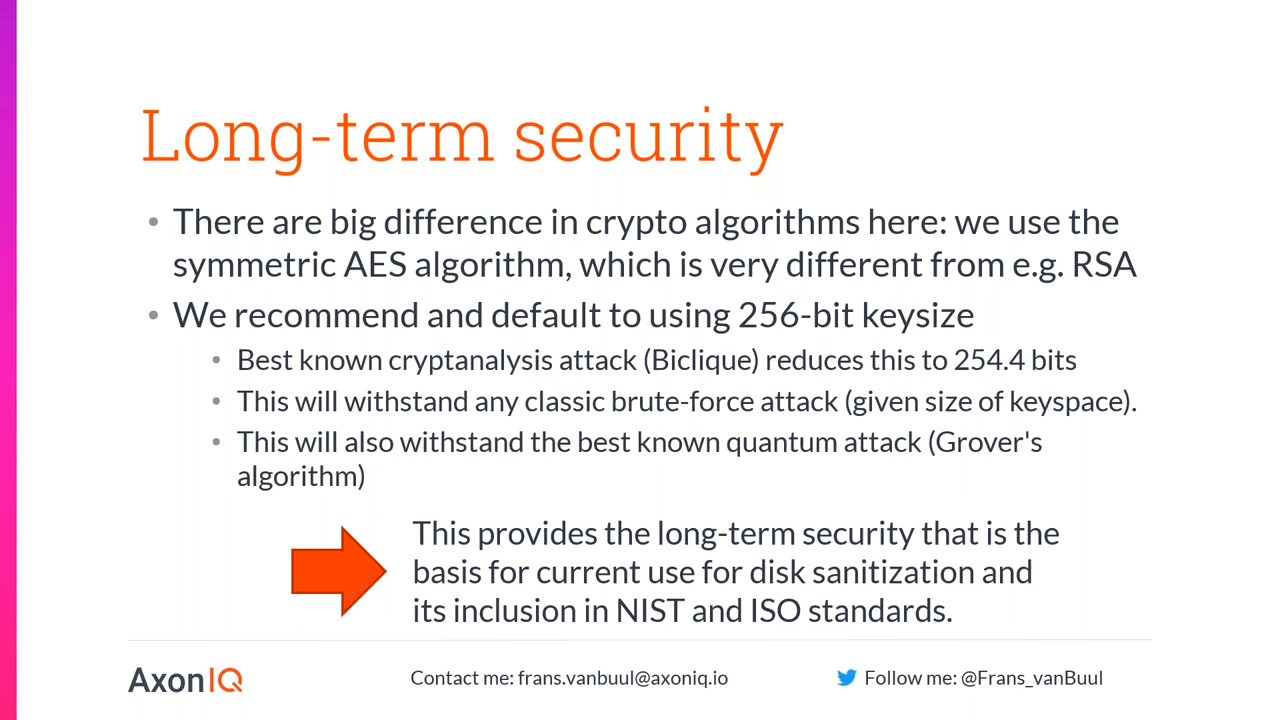 Long-term security
• There are big difference in crypto algorithms here: we use the
symmetric AES algorithm, which is very different from e.g. RSA
• We recommend and default to using 256-bit keysize
• Best known cryptanalysis attack (Biclique) reduces this to 254.4 bits
• This will withstand any classic brute-force attack (given size of keyspace).
• This will also withstand the best known quantum attack (Grover's
algorithm)
This provides the long-term security that is the
basis for current use for disk sanitization and
its inclusion in NIST and ISO standards.
AxonIQ
Contact me: frans.vanbuul@axoniq.io
Follow me: @Frans_vanBuul